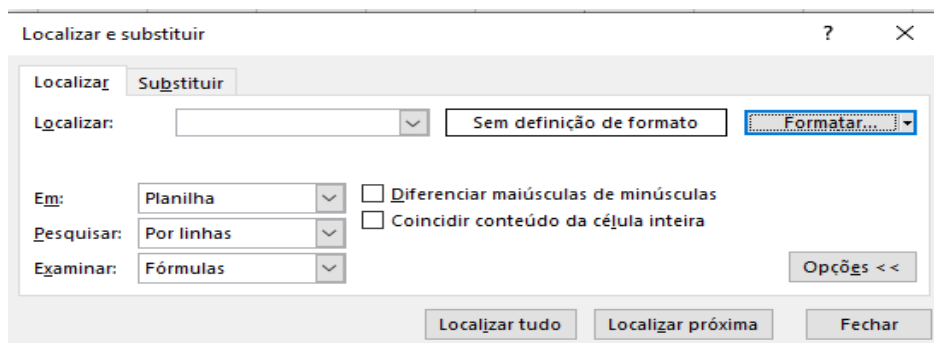 Localizar e substituir ? ×
Localizar Substituir
Localizar: Sem definição de formato Formatar...
Em: Planilha Diferenciar maiúsculas de minúsculas
Pesquisar: Por linhas Coincidir conteúdo da célula inteira
Examinar: Fórmulas Opções <<
Localizar tudo Localizar próxima Fechar